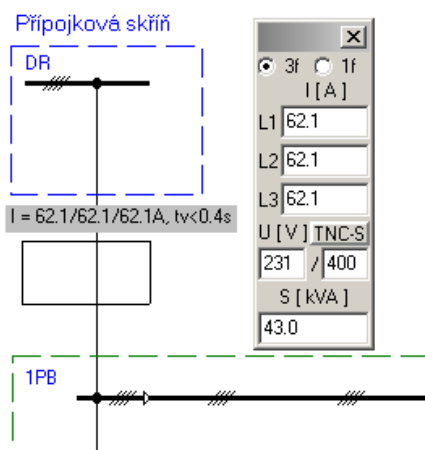 Přípojková skříň
DR
I = 62.1/62.1/62.1A, tv<0.4s
1PB
3f 1f
I [ A ]
L1 62.1
L2 62.1
L3 62.1
U [ V ] TNC-S
231 / 400
S [ kVA ]
43.0